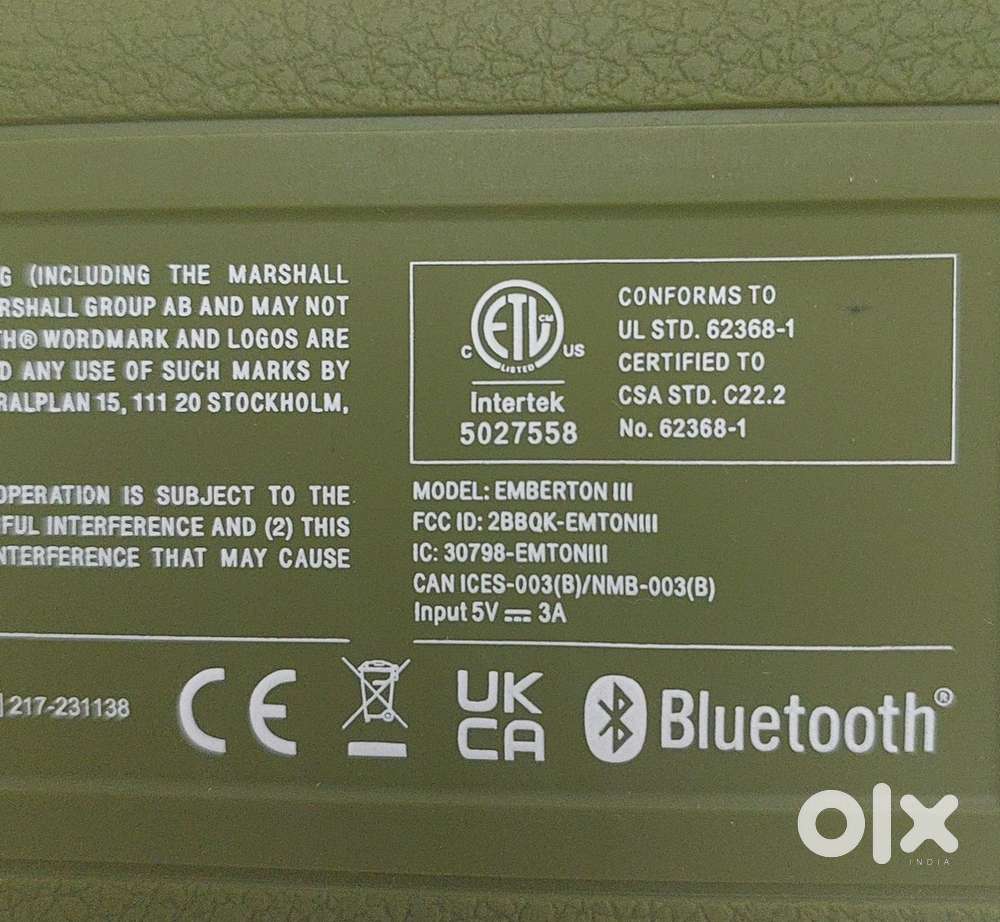 G (INCLUDING THE MARSHALL
RSHALL GROUP AB AND MAY NOT
TH® WORDMARK AND LOGOS ARE
D ANY USE OF SUCH MARKS BY
RALPLAN 15, 111 20 STOCKHOLM,
OPERATION IS SUBJECT TO THE
FUL INTERFERENCE AND (2) THIS
NTERFERENCE THAT MAY CAUSE
217-231138
ETL CM
C US
LISTED
Intertek
5027558
CONFORMS TO
UL STD. 62368-1
CERTIFIED TO
CSA STD. C22.2
No. 62368-1
MODEL: EMBERTON III
FCC ID: 2BBQK-EMTONIII
IC: 30798-EMTONIII
CAN ICES-003(B)/NMB-003(B)
Input 5V ⎓ 3A
CE
UK
CA
Bluetooth®
olx
INDIA